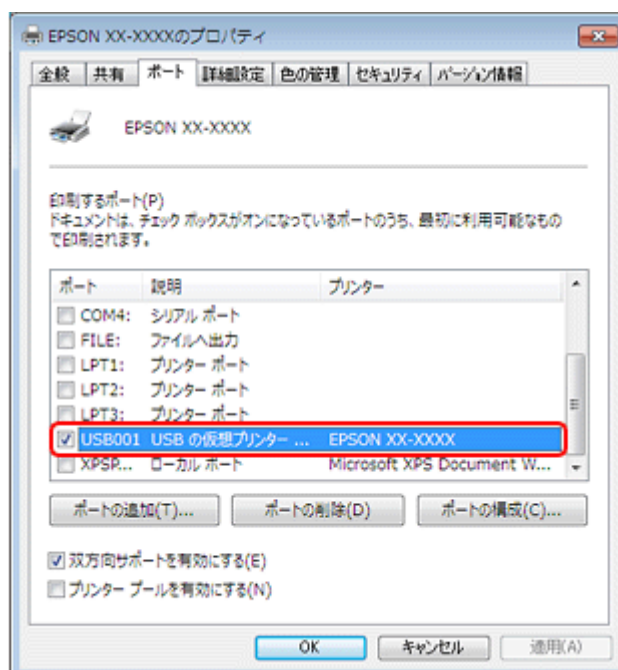 EPSON XX-XXXXのプロパティ
全般 共有 ポート 詳細設定 色の管理 セキュリティ バージョン情報
EPSON XX-XXXX
印刷するポート(P)
ドキュメントは、チェック ボックスがオンになっているポートのうち、最初に利用可能なもの
で印刷されます。
ポート 説明 プリンター
COM4: シリアル ポート
FILE: ファイルへ出力
LPT1: プリンター ポート
LPT2: プリンター ポート
LPT3: プリンター ポート
USB001 USB の仮想プリンター ... EPSON XX-XXXX
XPSP... ローカル ポート Microsoft XPS Document W...
ポートの追加(T)... ポートの削除(D) ポートの構成(C)...
双方向サポートを有効にする(E)
プリンター プールを有効にする(N)
OK キャンセル 適用(A)